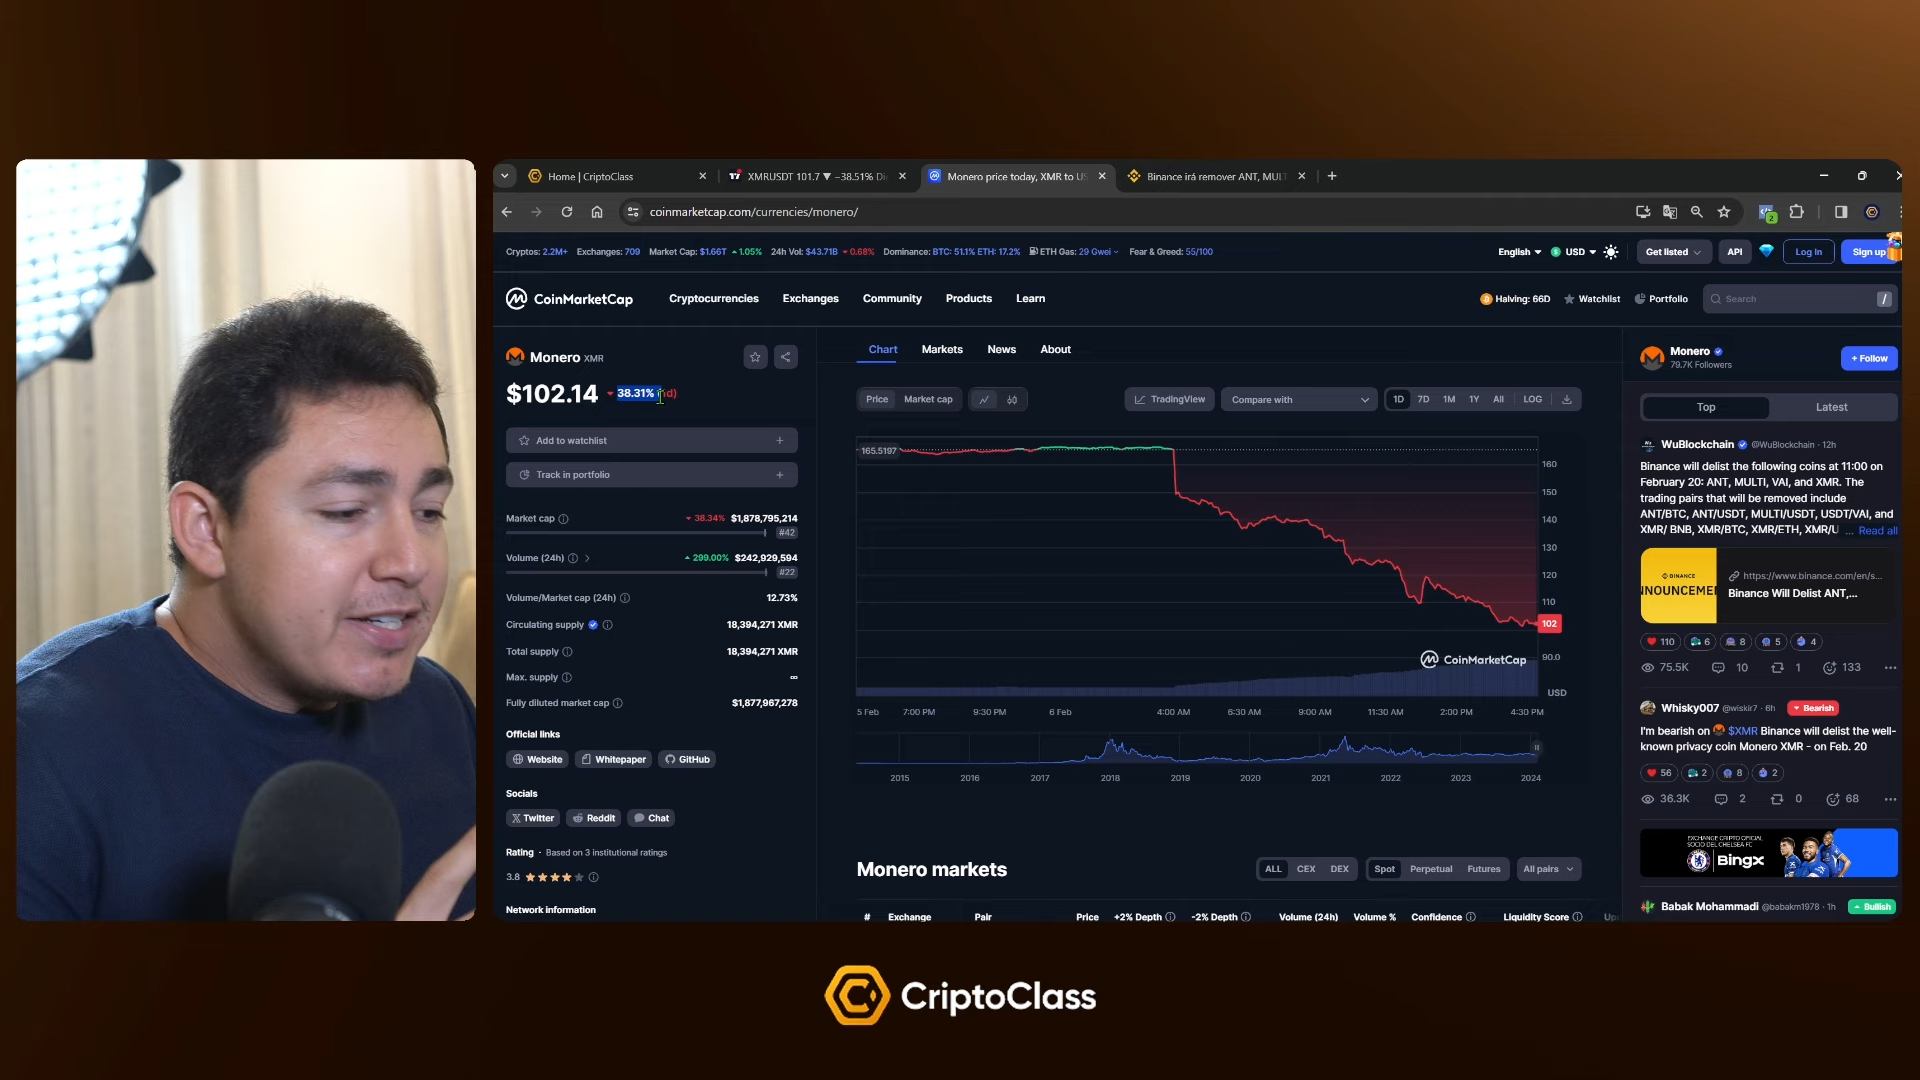 Home | CriptoClass
XMRUSDT 101.7 ▼ −38.51% Di
Monero price today, XMR to US
Binance irá remover ANT, MULT
coinmarketcap.com/currencies/monero/
2
Cryptos: 2.2M+ Exchanges: 709 Market Cap: $1.66T 1.05% 24h Vol: $43.71B 0.68% Dominance: BTC: 51.1% ETH: 17.2% ETH Gas: 29 Gwei Fear & Greed: 55/100
English USD Get listed API Log In Sign up
CoinMarketCap Cryptocurrencies Exchanges Community Products Learn
Halving: 66D Watchlist Portfolio Search /
Monero XMR
$102.14 38.31%
Add to watchlist +
Track in portfolio +
Market cap 38.34% $1,878,795,214
#42
Volume (24h) 299.00% $242,929,594
#22
Volume/Market cap (24h) 12.73%
Circulating supply 18,394,271 XMR
Total supply 18,394,271 XMR
Max. supply ∞
Fully diluted market cap $1,877,967,278
Official links
Website Whitepaper GitHub
Socials
Twitter Reddit Chat
Rating · Based on 3 institutional ratings
3.8
Network information
Chart Markets News About
Price Market cap TradingView Compare with 1D 7D 1M 1Y All LOG
165.5197
160
150
140
130
120
110
102
90.0
CoinMarketCap
USD
5 Feb 7:00 PM 9:30 PM 6 Feb 4:00 AM 6:30 AM 9:00 AM 11:30 AM 2:00 PM 4:30 PM
2015 2016 2017 2018 2019 2020 2021 2022 2023 2024
Monero markets ALL CEX DEX Spot Perpetual Futures All pairs
# Exchange Pair Price +2% Depth -2% Depth Volume (24h) Volume % Confidence Liquidity Score
Monero
79.7K Followers
+ Follow
Top Latest
WuBlockchain @WuBlockchain · 12h
Binance will delist the following coins at 11:00 on
February 20: ANT, MULTI, VAI, and XMR. The
trading pairs that will be removed include
ANT/BTC, ANT/USDT, MULTI/USDT, USDT/VAI, and
XMR/ BNB, XMR/BTC, XMR/ETH, XMR/U ... Read all
BINANCE
NNOUNCEME
https://www.binance.com/en/s...
Binance Will Delist ANT,...
110 6 8 5 4
75.5K 10 1 133
Whisky007 @wiskir7 · 6h Bearish
I'm bearish on $XMR Binance will delist the well-
known privacy coin Monero XMR - on Feb. 20
56 2 8 2
36.3K 2 0 68
EXCHANGE CRIPTO OFICIAL
SOCIO DEL CHELSEA FC
BingX
Babak Mohammadi @babakm1978 · 1h Bullish
CriptoClass